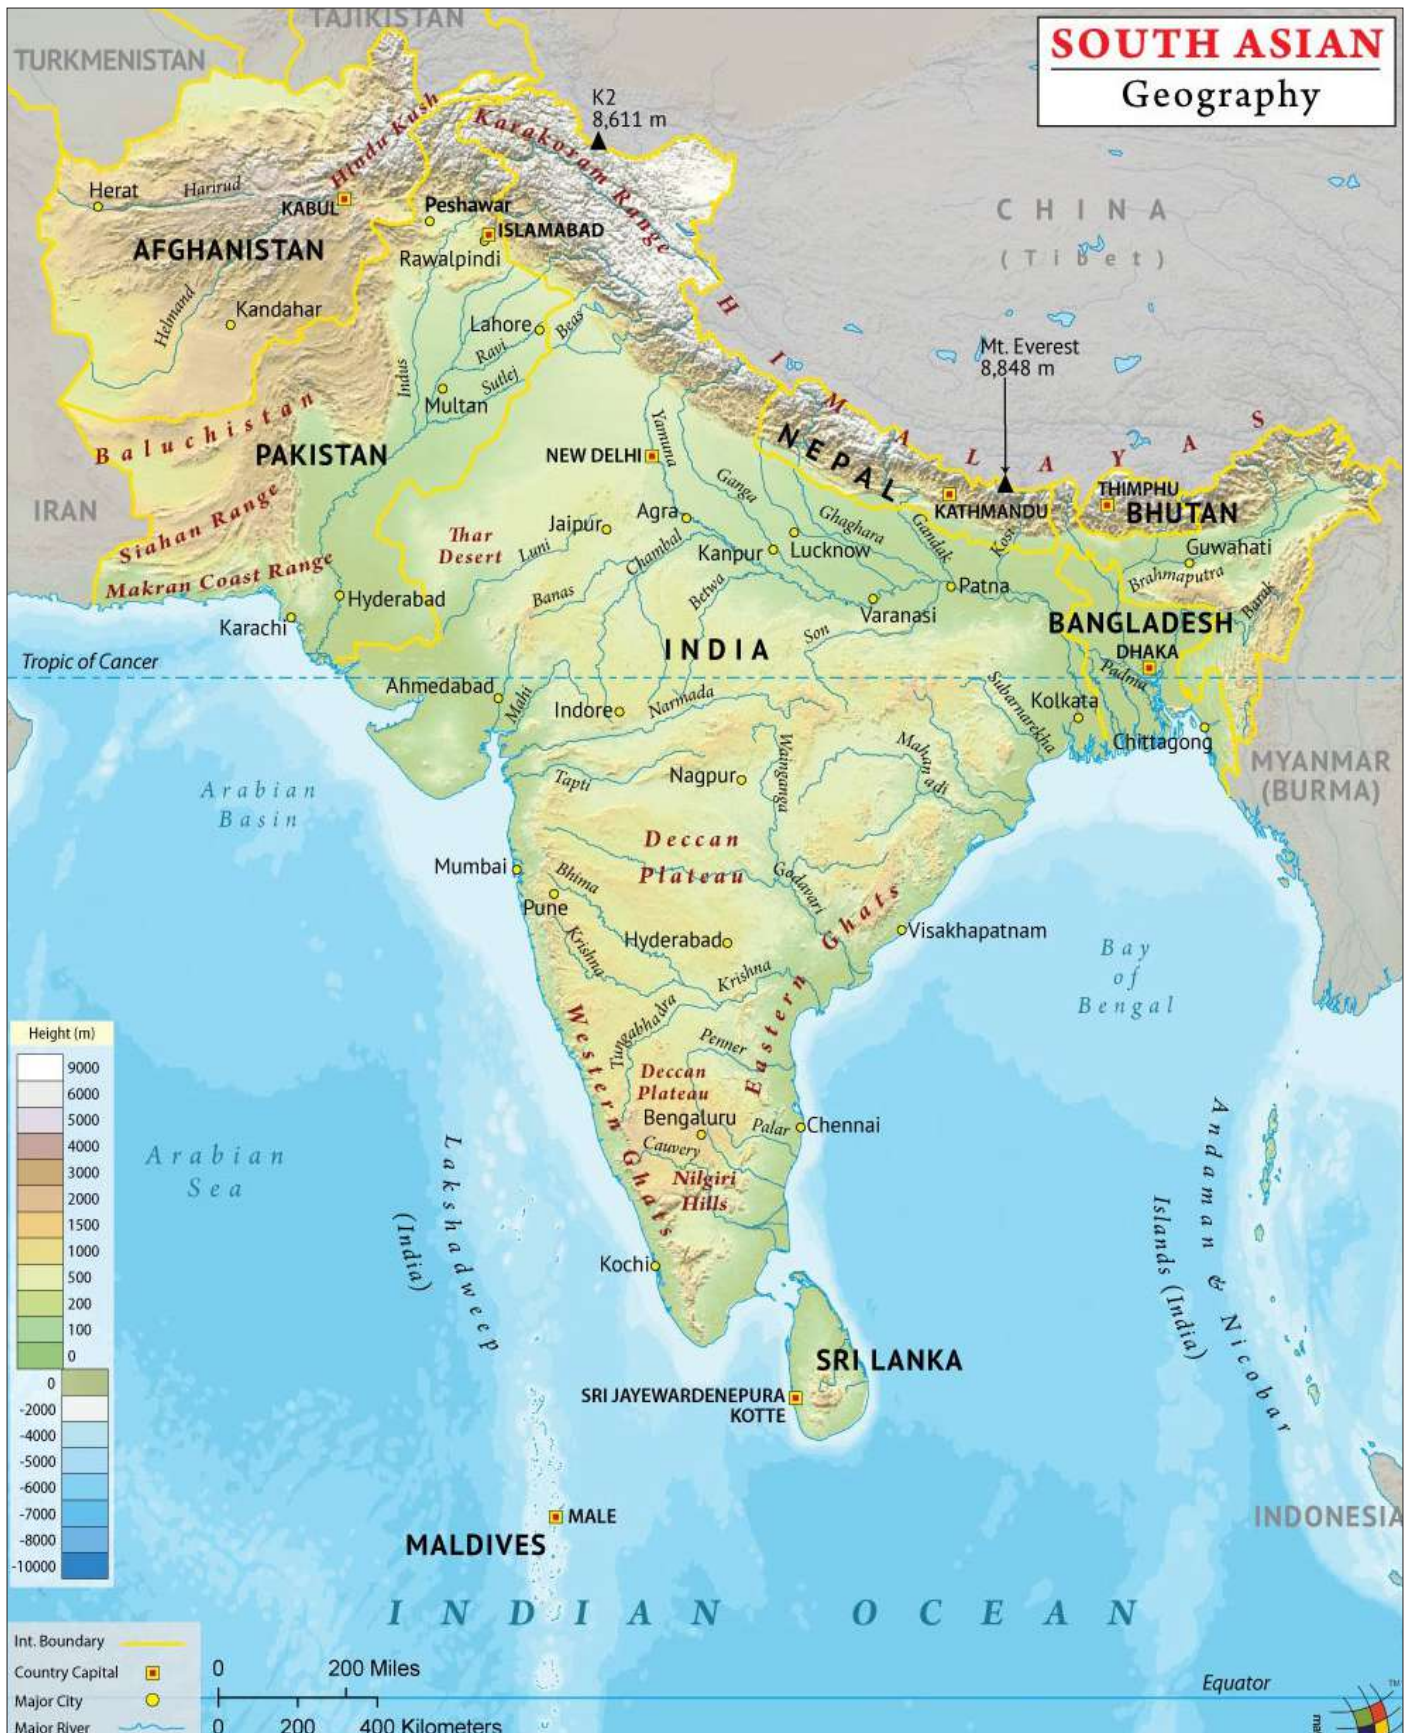 SOUTH ASIAN
Geography
TAJIKISTAN
TURKMENISTAN
K2
8,611 m
Hindu Kush
Karakoram Range
Herat
Harirud
KABUL
Peshawar
ISLAMABAD
Rawalpindi
AFGHANISTAN
CHINA
(Tibet)
Helmand
Kandahar
HIMALAYAS
Mt. Everest
8,848 m
Lahore
Beas
Ravi
Sutlej
Indus
Multan
Baluchistan
PAKISTAN
IRAN
Siahan Range
Makran Coast Range
Thar
Desert
NEW DELHI
Yamuna
Ganga
NEPAL
KATHMANDU
THIMPHU
BHUTAN
Jaipur
Agra
Luni
Chambal
Kanpur
Lucknow
Ghaghara
Gandak
Kosi
Guwahati
Brahmaputra
Barak
Banas
Betwa
Varanasi
Patna
Hyderabad
Karachi
INDIA
Son
BANGLADESH
DHAKA
Padma
Tropic of Cancer
Ahmedabad
Mahi
Indore
Narmada
Subarnarekha
Kolkata
Chittagong
MYANMAR
(BURMA)
Arabian
Basin
Tapti
Nagpur
Wainganga
Mahanadi
Deccan
Plateau
Mumbai
Bhima
Pune
Godavari
Krishna
Hyderabad
Krishna
Eastern Ghats
Visakhapatnam
Bay
of
Bengal
Western Ghats
Tungabhadra
Penner
Deccan
Plateau
Bengaluru
Palar
Chennai
Cauvery
Nilgiri
Hills
Kochi
Arabian
Sea
Lakshadweep
(India)
Andaman & Nicobar
Islands (India)
SRI LANKA
SRI JAYEWARDENEPURA
KOTTE
MALE
MALDIVES
INDONESIA
INDIAN OCEAN
Equator
Height (m)
9000
6000
5000
4000
3000
2000
1500
1000
500
200
100
0
0
-2000
-4000
-5000
-6000
-7000
-8000
-10000
Int. Boundary
Country Capital
Major City
Major River
0 200 Miles
0 200 400 Kilometers
TM